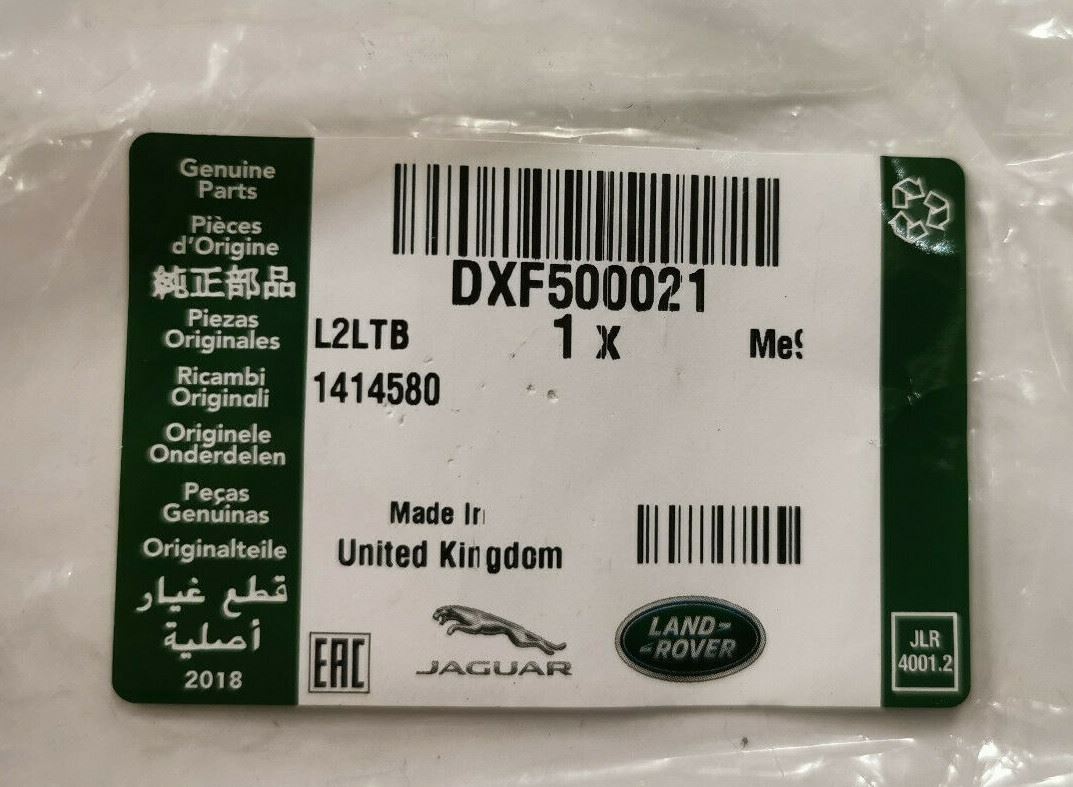 Genuine
Parts
Pièces
d'Origine
純正部品
Piezas
Originales
Ricambi
Originali
Originele
Onderdelen
Peças
Genuínas
Originalteile
قطع غيار
أصلية
2018
DXF500021
L2LTB
1 x
1414580
Made In
United Kingdom
EAC
JAGUAR
LAND-
-ROVER
JLR
4001.2